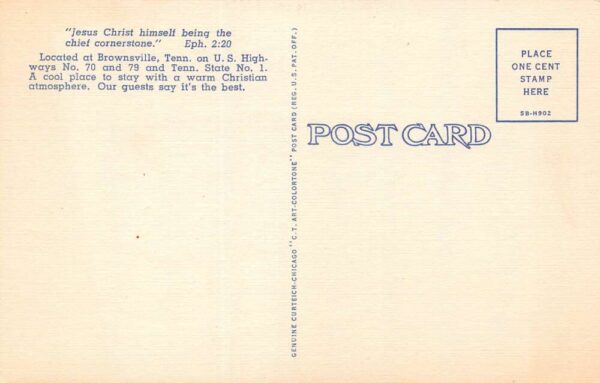 "Jesus Christ himself being the
chief cornerstone." Eph. 2:20
Located at Brownsville, Tenn. on U. S. High-
ways No. 70 and 79 and Tenn. State No. 1.
A cool place to stay with a warm Christian
atmosphere. Our guests say it's the best.
GENUINE CURTEICH-CHICAGO "C. T. ART-COLORTONE" POST CARD (REG. U. S. PAT. OFF.)
POST CARD
PLACE
ONE CENT
STAMP
HERE
5B-H902